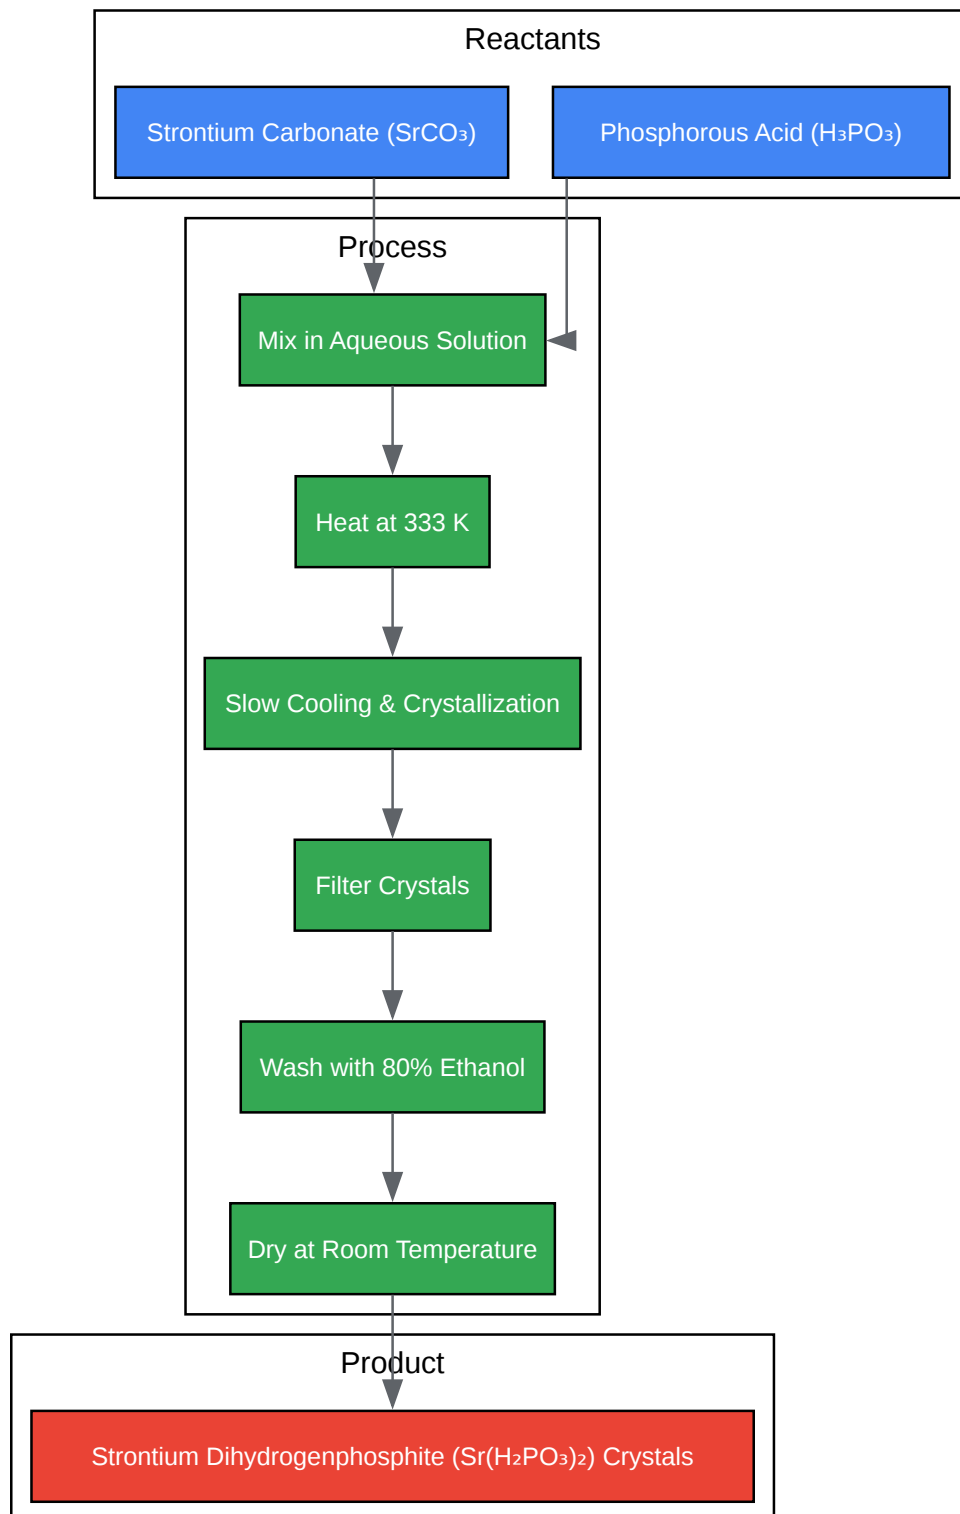 Reactants
Strontium Carbonate (SrCO₃)
Phosphorous Acid (H₃PO₃)
Process
Mix in Aqueous Solution
Heat at 333 K
Slow Cooling & Crystallization
Filter Crystals
Wash with 80% Ethanol
Dry at Room Temperature
Product
Strontium Dihydrogenphosphite (Sr(H₂PO₃)₂) Crystals